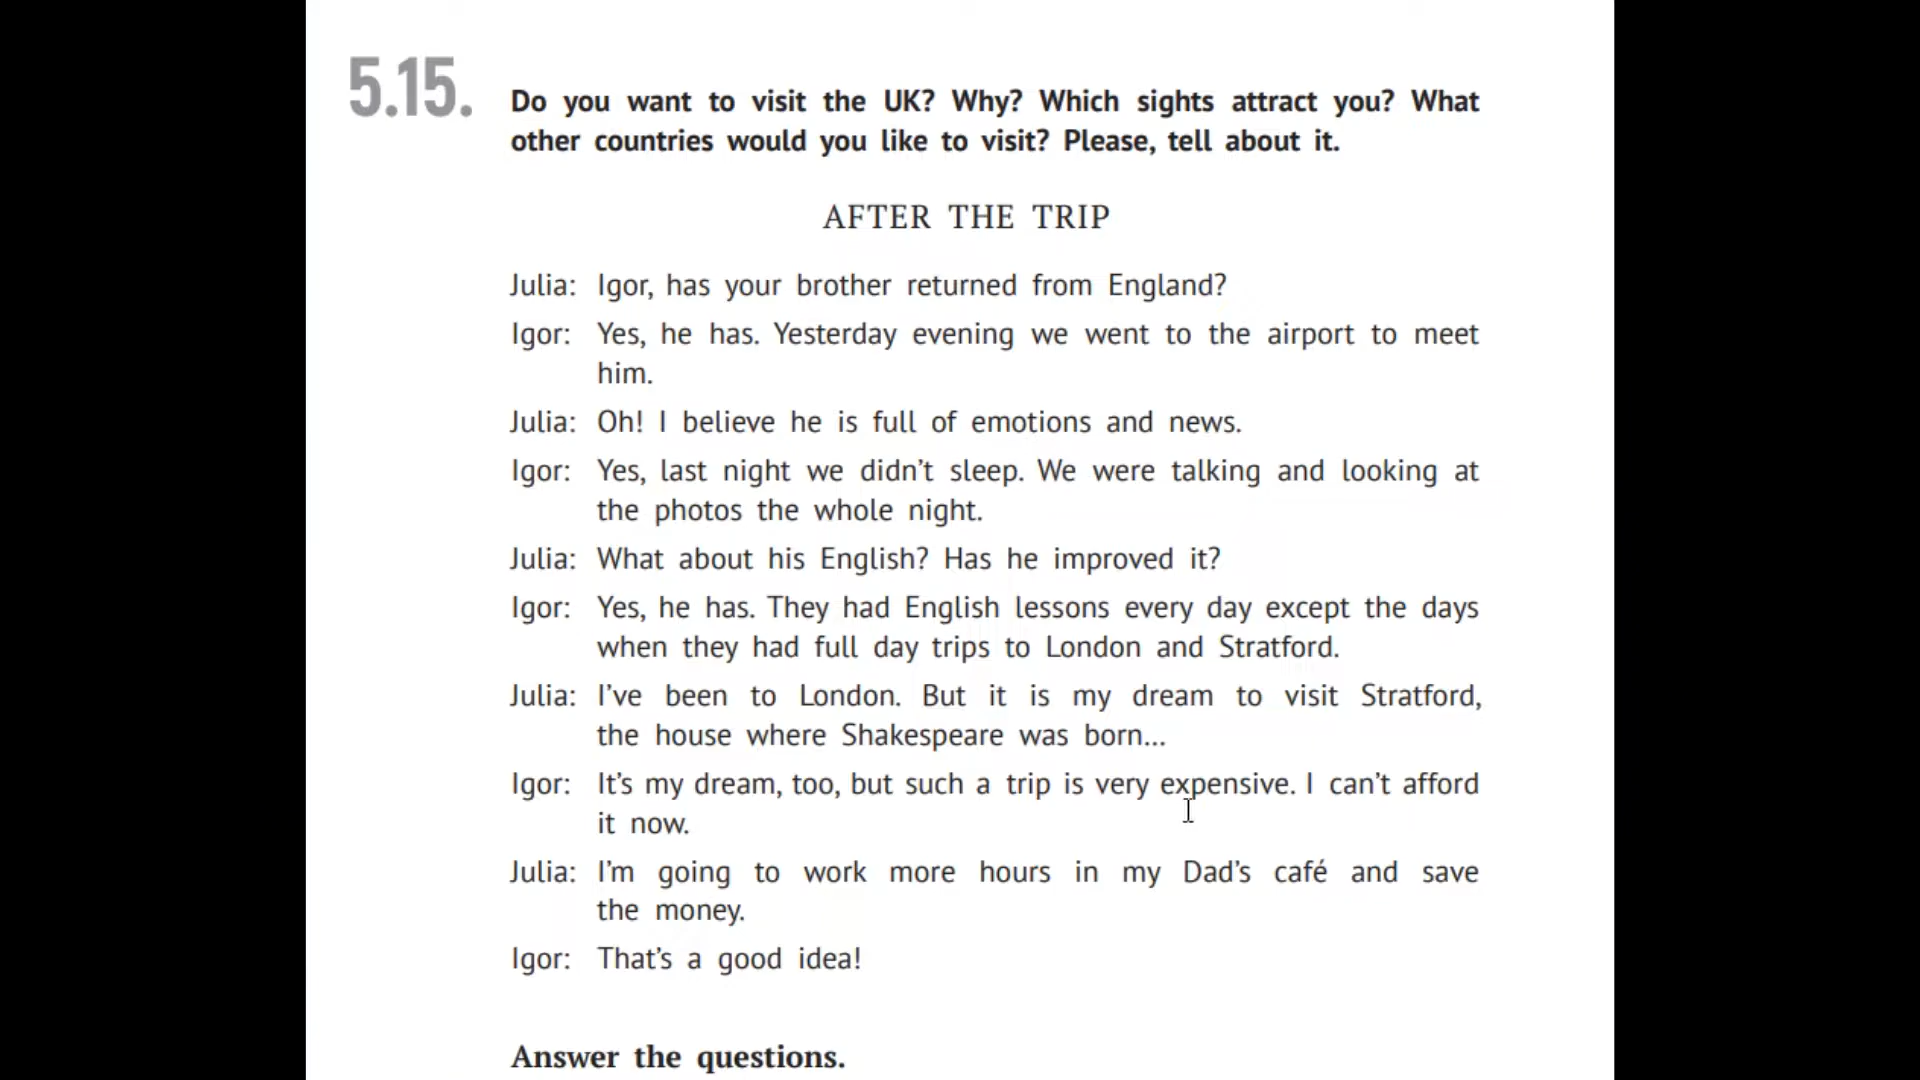 5.15.
Do you want to visit the UK? Why? Which sights attract you? What
other countries would you like to visit? Please, tell about it.
AFTER THE TRIP
Julia: Igor, has your brother returned from England?
Igor: Yes, he has. Yesterday evening we went to the airport to meet
him.
Julia: Oh! I believe he is full of emotions and news.
Igor: Yes, last night we didn’t sleep. We were talking and looking at
the photos the whole night.
Julia: What about his English? Has he improved it?
Igor: Yes, he has. They had English lessons every day except the days
when they had full day trips to London and Stratford.
Julia: I’ve been to London. But it is my dream to visit Stratford,
the house where Shakespeare was born...
Igor: It’s my dream, too, but such a trip is very expensive. I can’t afford
it now.
Julia: I’m going to work more hours in my Dad’s café and save
the money.
Igor: That’s a good idea!
Answer the questions.